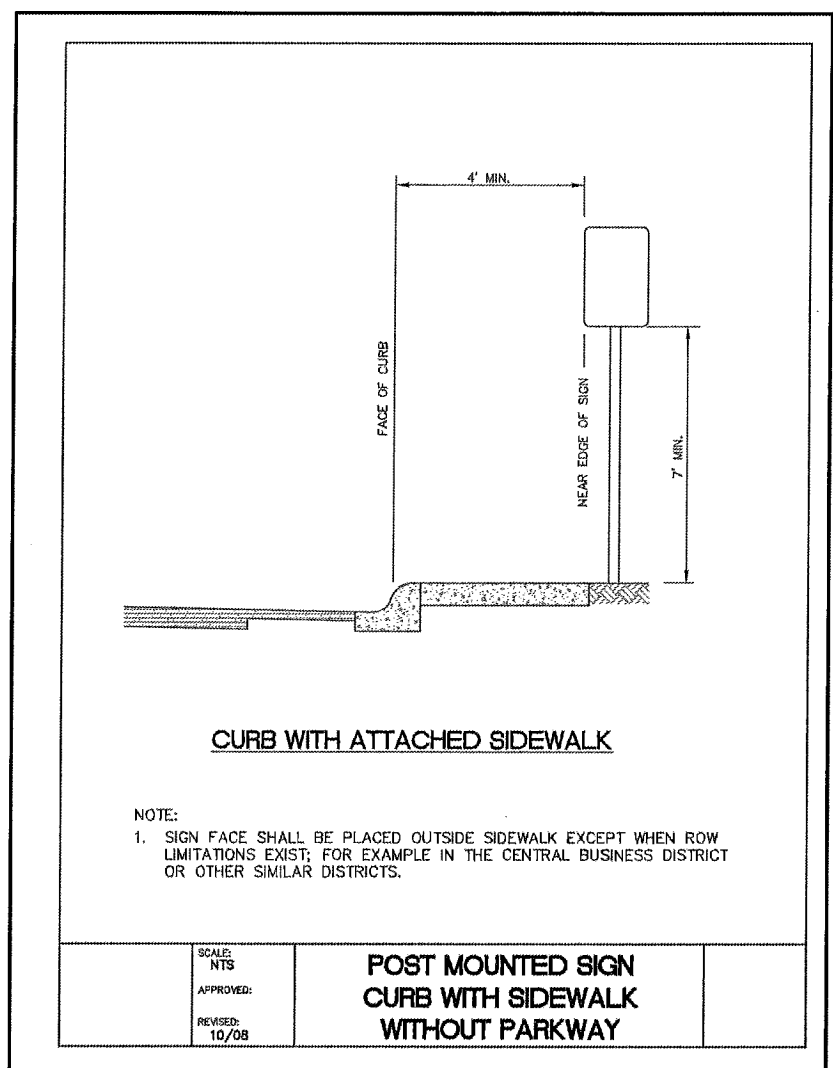 4' MIN.
FACE OF CURB
NEAR EDGE OF SIGN
7' MIN.
CURB WITH ATTACHED SIDEWALK
NOTE:
1. SIGN FACE SHALL BE PLACED OUTSIDE SIDEWALK EXCEPT WHEN ROW
LIMITATIONS EXIST; FOR EXAMPLE IN THE CENTRAL BUSINESS DISTRICT
OR OTHER SIMILAR DISTRICTS.
SCALE:
NTS
APPROVED:
REVISED:
10/08
POST MOUNTED SIGN
CURB WITH SIDEWALK
WITHOUT PARKWAY